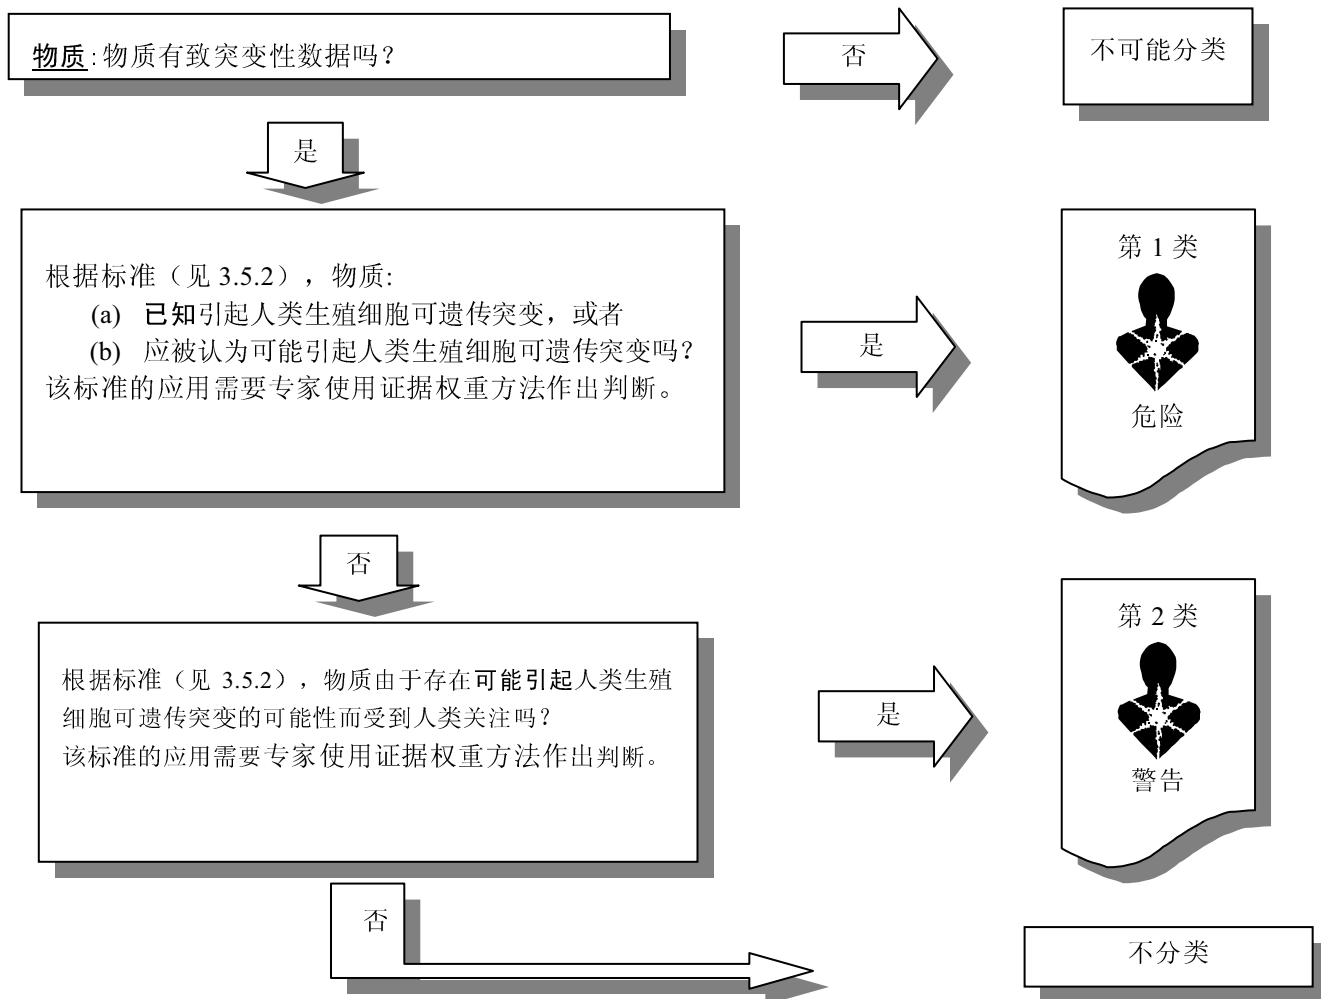 物质: 物质有致突变性数据吗?
否
不可能分类
是
根据标准（见 3.5.2），物质:
(a) 已知引起人类生殖细胞可遗传突变，或者
(b) 应被认为可能引起人类生殖细胞可遗传突变吗?
该标准的应用需要专家使用证据权重方法作出判断。
是
第 1 类
危险
否
根据标准（见 3.5.2），物质由于存在可能引起人类生殖
细胞可遗传突变的可能性而受到人类关注吗?
该标准的应用需要专家使用证据权重方法作出判断。
是
第 2 类
警告
否
不分类